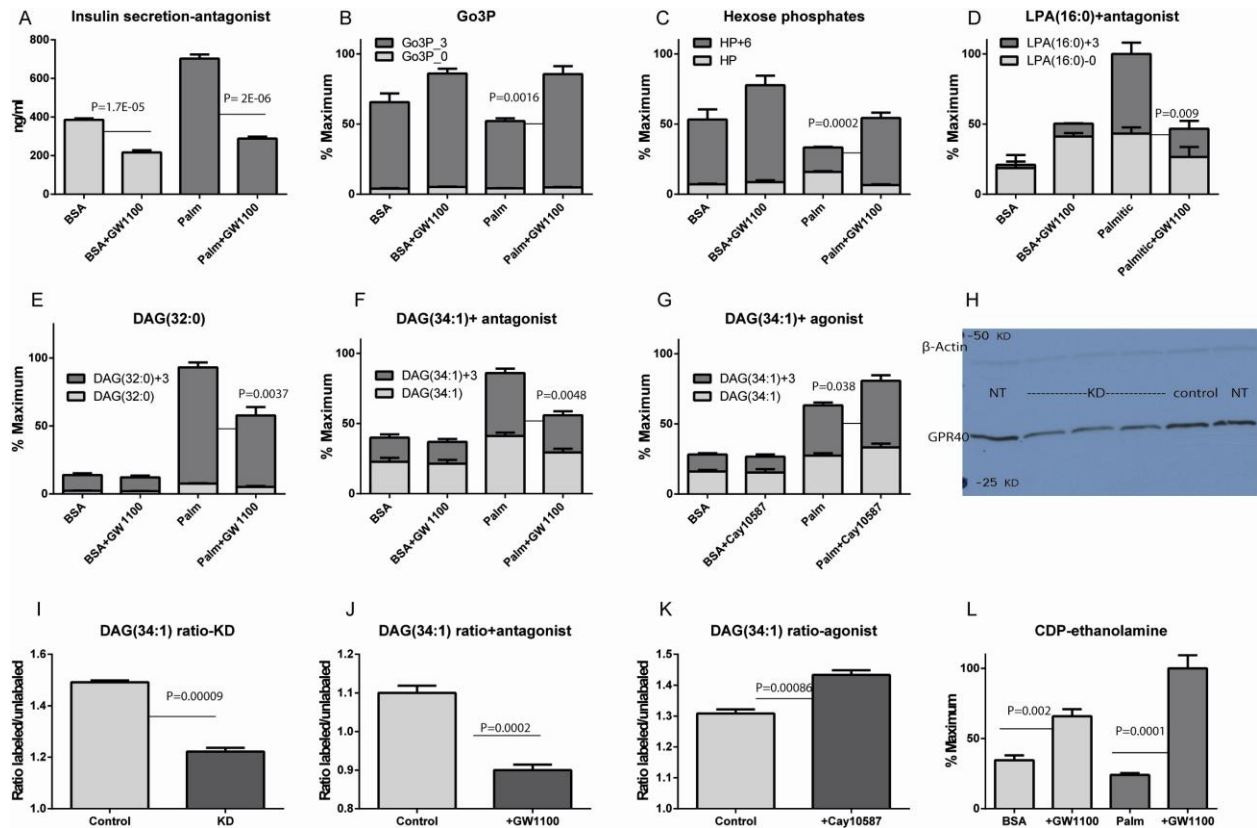 A
Insulin secretion-antagonist
ng/ml
800
600
400
200
0
P=1.7E-05
P= 2E-06
BSA
BSA+GW1100
Palm
Palm+GW1100
B
Go3P
% Maximum
100
50
0
Go3P_3
Go3P_0
P=0.0016
BSA
BSA+GW1100
Palm
Palm+GW1100
C
Hexose phosphates
% Maximum
100
50
0
HP+6
HP
P=0.0002
BSA
BSA+GW1100
Palm
Palm+GW1100
D
LPA(16:0)+antagonist
% Maximum
100
50
0
LPA(16:0)+3
LPA(16:0)-0
P=0.009
BSA
BSA+GW1100
Palmitic
Palmitic+GW1100
E
DAG(32:0)
% Maximum
100
50
0
DAG(32:0)+3
DAG(32:0)
P=0.0037
BSA
BSA+GW1100
Palm
Palm+GW1100
F
DAG(34:1)+ antagonist
% Maximum
100
50
0
DAG(34:1)+3
DAG(34:1)
P=0.0048
BSA
BSA+GW1100
Palm
Palm+GW1100
G
DAG(34:1)+ agonist
% Maximum
100
50
0
DAG(34:1)+3
DAG(34:1)
P=0.038
BSA
BSA+Cay10587
Palm
Palm+Cay10587
H
-50 KD
β-Actin
NT ------------KD----------- control NT
GPR40
-25 KD
I
DAG(34:1) ratio-KD
Ratio labeled/unlabaled
1.6
1.4
1.2
1.0
P=0.00009
Control
KD
J
DAG(34:1) ratio+antagonist
Ratio labeled/unlabaled
1.2
1.1
1.0
0.9
0.8
P=0.0002
Control
+GW1100
K
DAG(34:1) ratio-agonist
Ratio labeled/unlabaled
1.5
1.4
1.3
1.2
1.1
1.0
P=0.00086
Control
+Cay10587
L
CDP-ethanolamine
% Maximum
100
50
0
P=0.002
P=0.0001
BSA
+GW1100
Palm
+GW1100